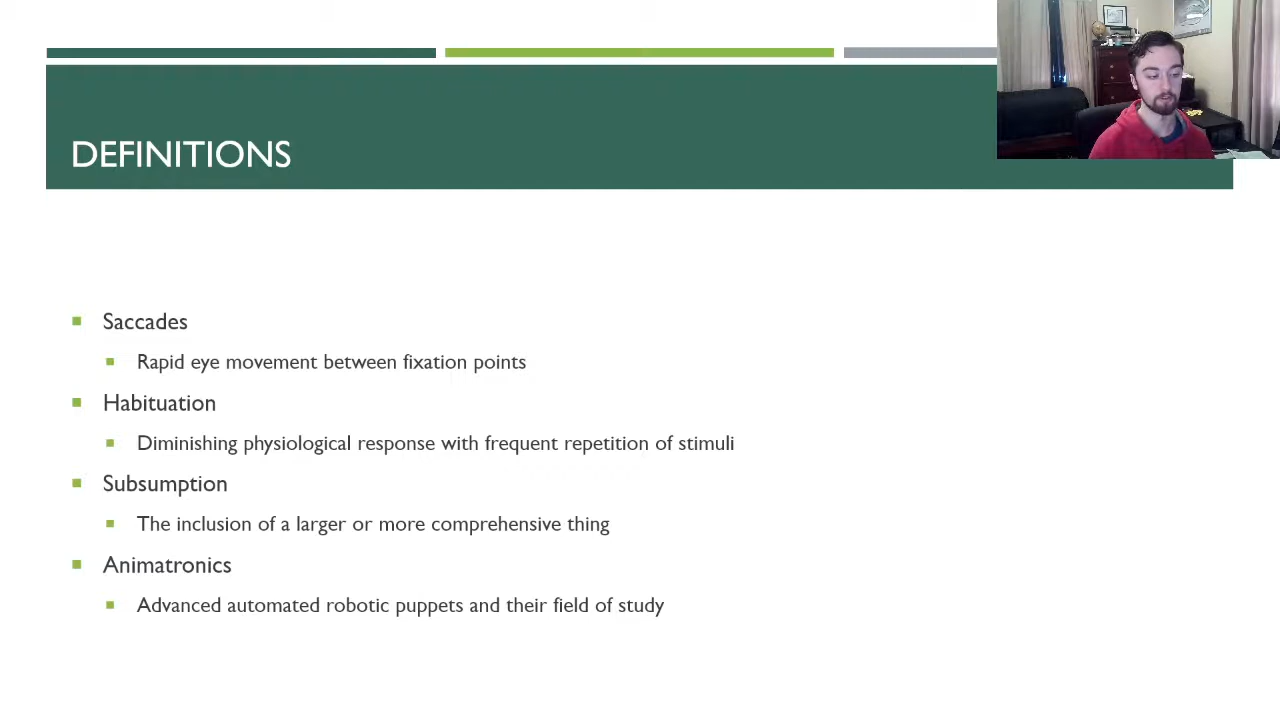 DEFINITIONS
Saccades
Rapid eye movement between fixation points
Habituation
Diminishing physiological response with frequent repetition of stimuli
Subsumption
The inclusion of a larger or more comprehensive thing
Animatronics
Advanced automated robotic puppets and their field of study